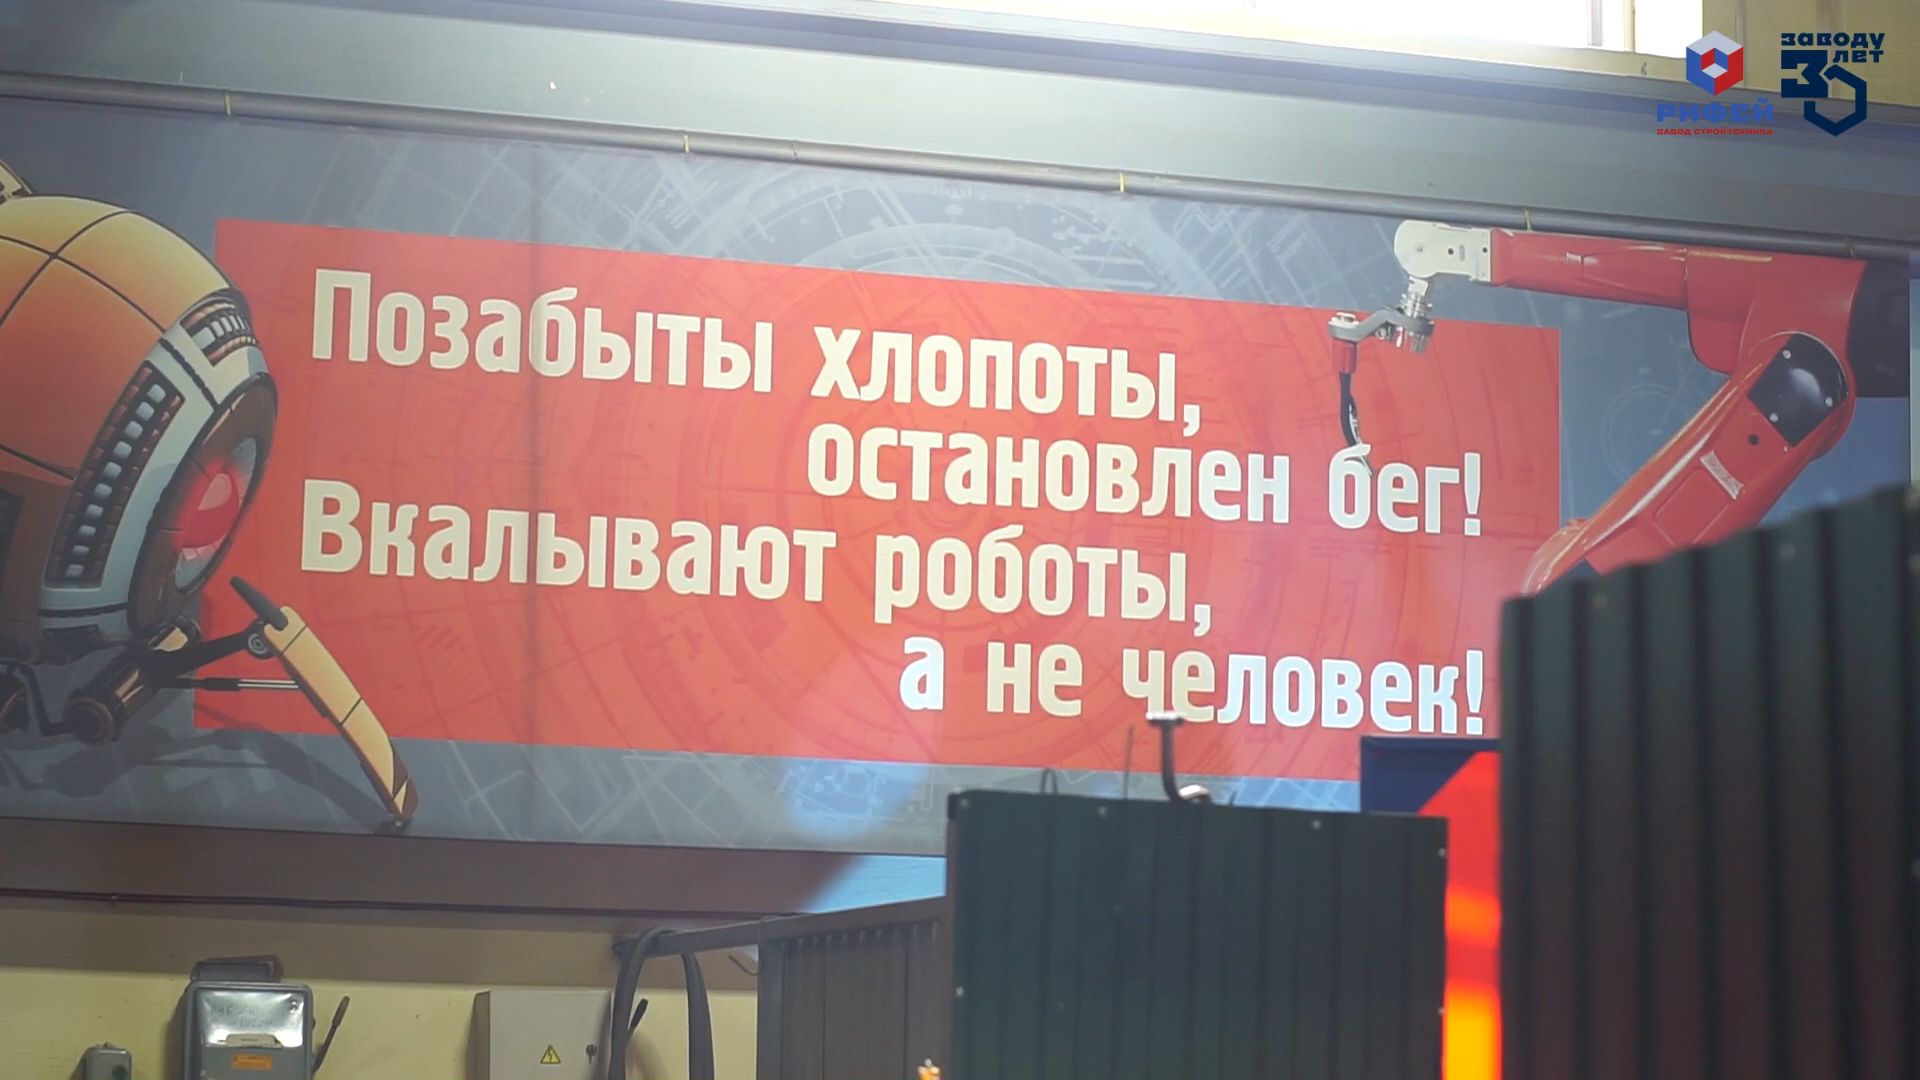 заводу
30 лет
РИФЕЙ
ЗАВОД СТРОЙТЕХНИКА
Позабыты хлопоты,
остановлен бег!
Вкалывают роботы,
а не человек!